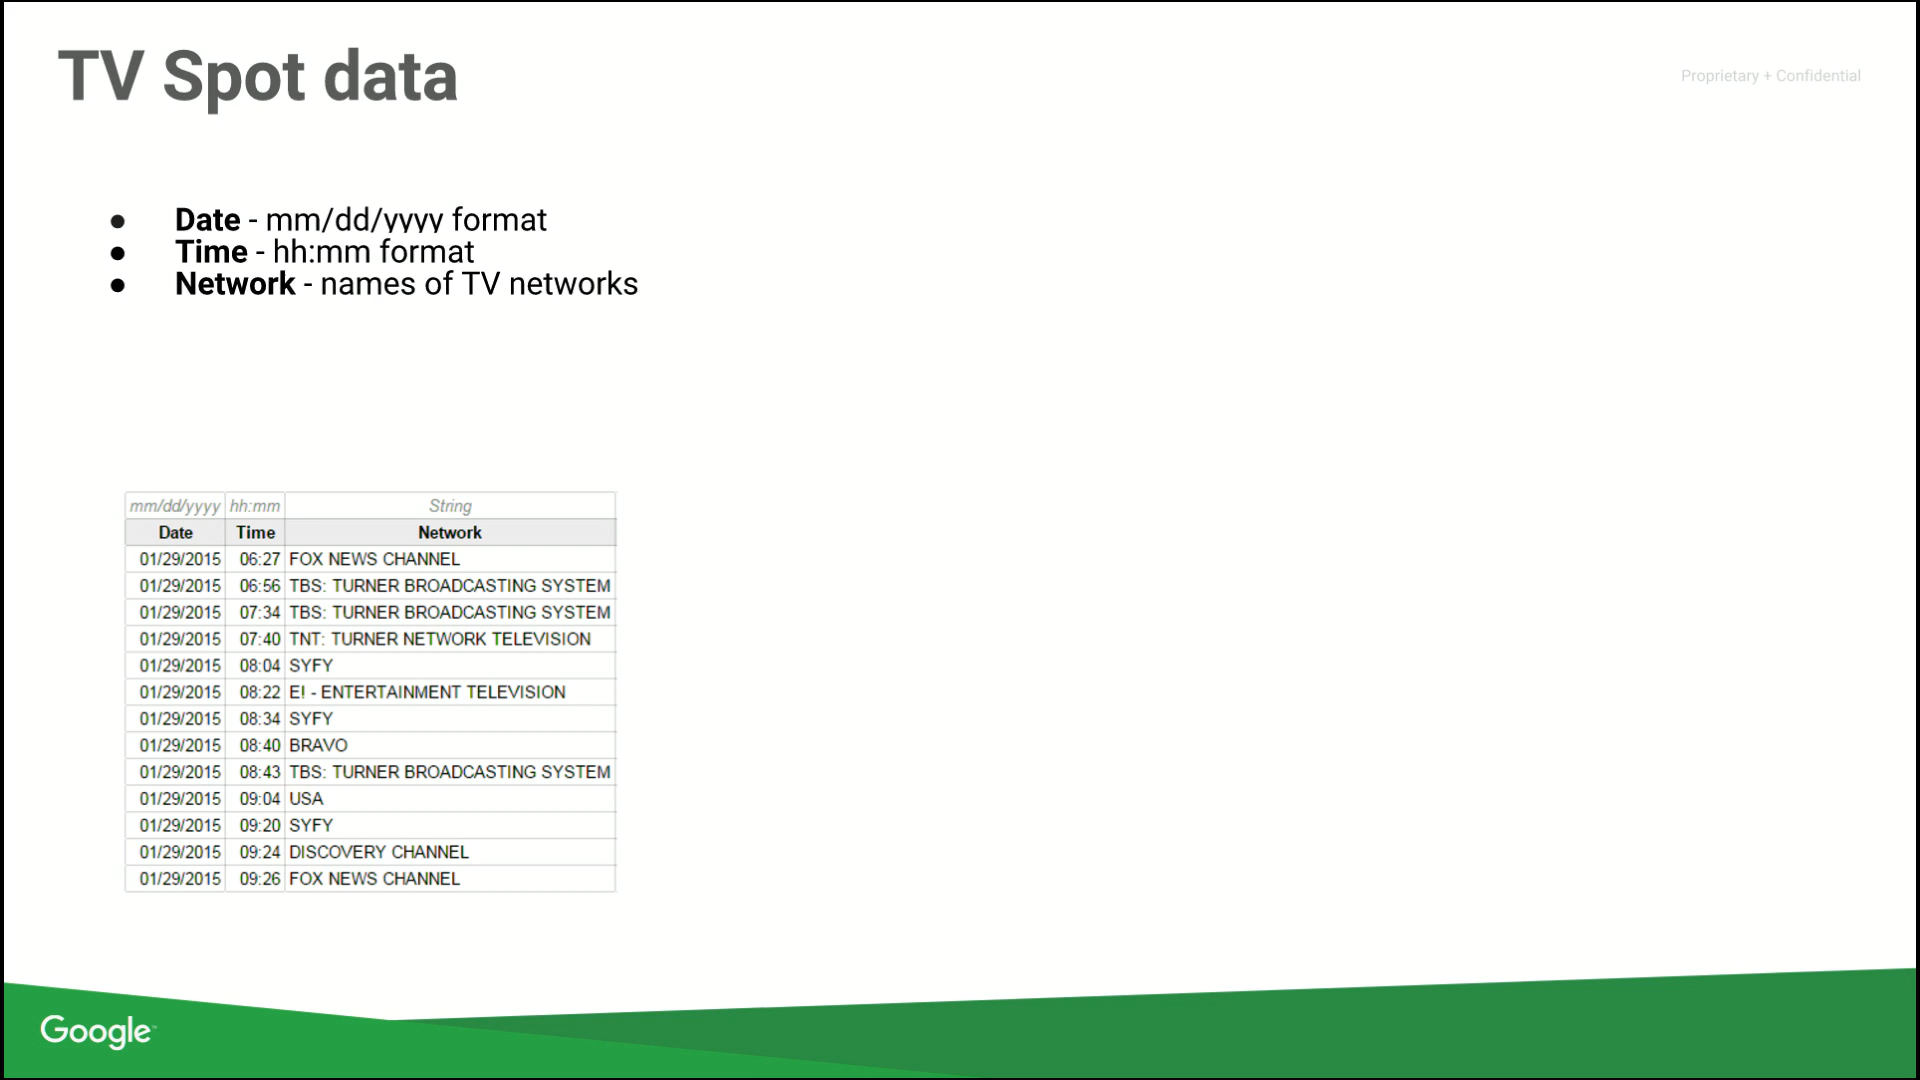 TV Spot data
Proprietary + Confidential
● Date - mm/dd/yyyy format
● Time - hh:mm format
● Network - names of TV networks
mm/dd/yyyy hh:mm String
Date Time Network
01/29/2015 06:27 FOX NEWS CHANNEL
01/29/2015 06:56 TBS: TURNER BROADCASTING SYSTEM
01/29/2015 07:34 TBS: TURNER BROADCASTING SYSTEM
01/29/2015 07:40 TNT: TURNER NETWORK TELEVISION
01/29/2015 08:04 SYFY
01/29/2015 08:22 E! - ENTERTAINMENT TELEVISION
01/29/2015 08:34 SYFY
01/29/2015 08:40 BRAVO
01/29/2015 08:43 TBS: TURNER BROADCASTING SYSTEM
01/29/2015 09:04 USA
01/29/2015 09:20 SYFY
01/29/2015 09:24 DISCOVERY CHANNEL
01/29/2015 09:26 FOX NEWS CHANNEL
Google